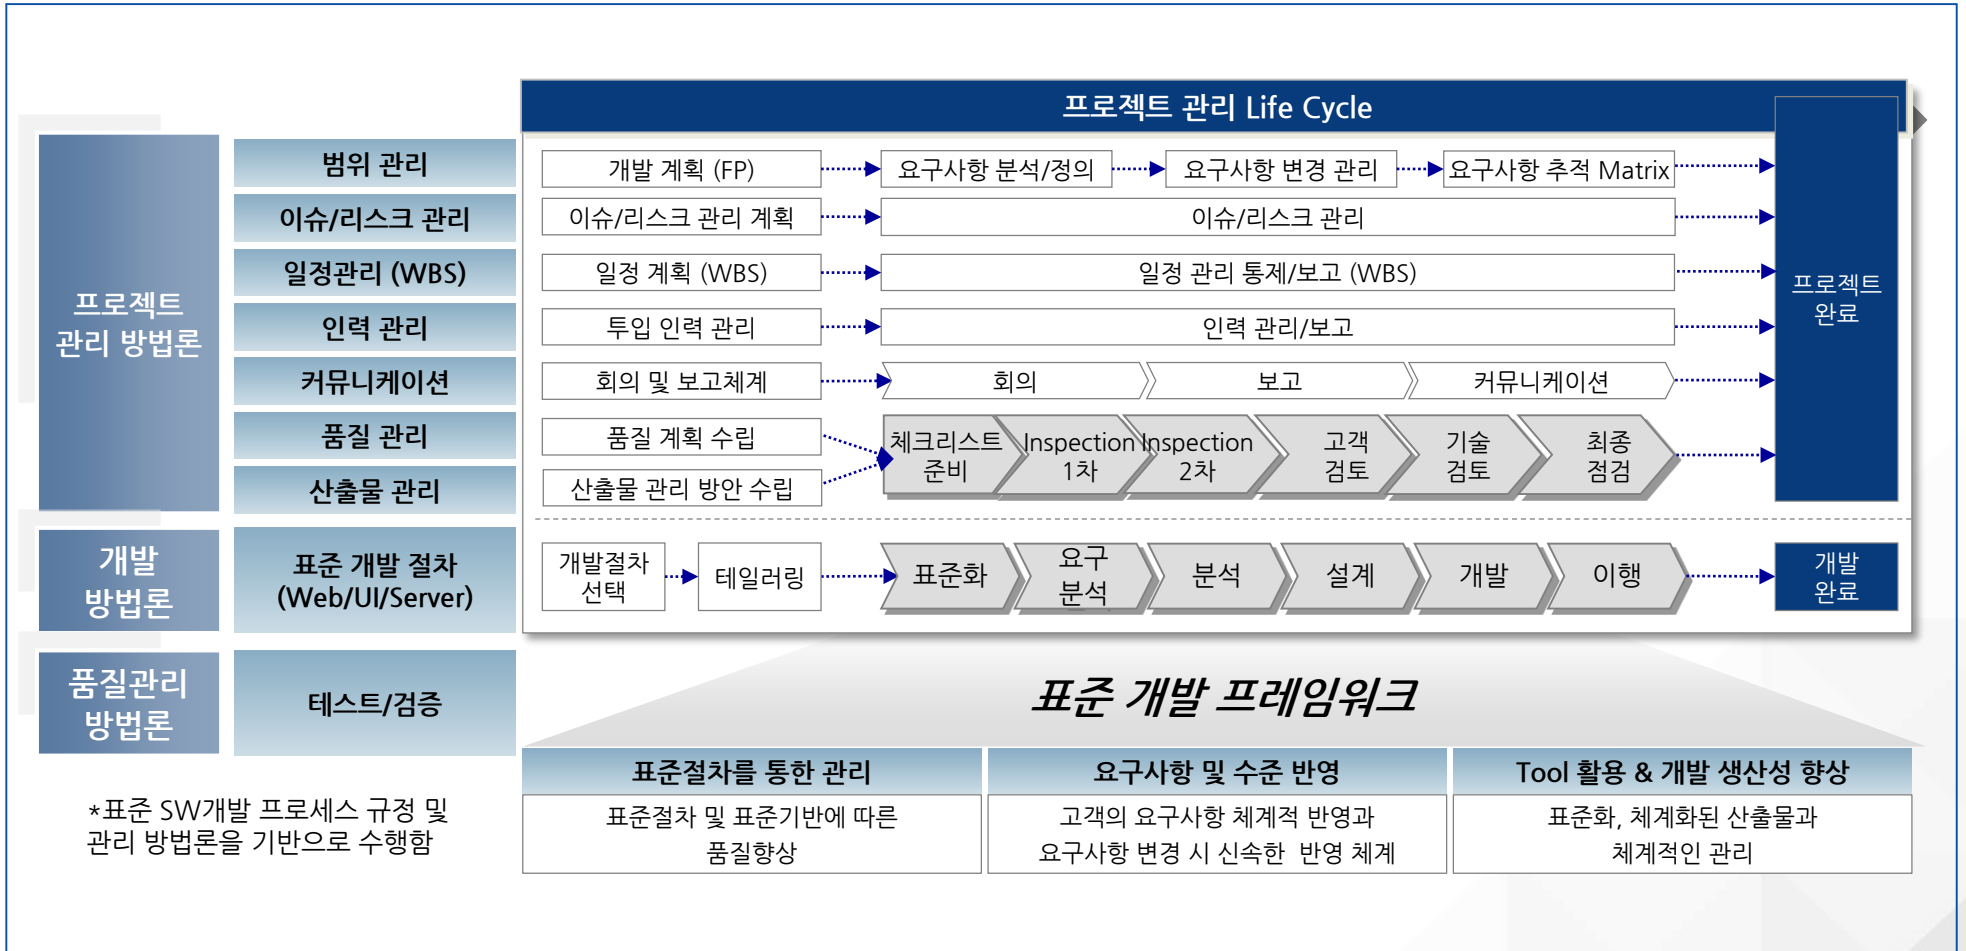 프로젝트 관리 Life Cycle
프로젝트
관리 방법론
범위 관리
개발 계획 (FP)
요구사항 분석/정의
요구사항 변경 관리
요구사항 추적 Matrix
이슈/리스크 관리
이슈/리스크 관리 계획
이슈/리스크 관리
일정관리 (WBS)
일정 계획 (WBS)
일정 관리 통제/보고 (WBS)
인력 관리
투입 인력 관리
인력 관리/보고
커뮤니케이션
회의 및 보고체계
회의
보고
커뮤니케이션
품질 관리
품질 계획 수립
산출물 관리
산출물 관리 방안 수립
체크리스트
준비
Inspection
1차
Inspection
2차
고객
검토
기술
검토
최종
점검
프로젝트
완료
개발
방법론
표준 개발 절차
(Web/UI/Server)
개발절차
선택
테일러링
표준화
요구
분석
분석
설계
개발
이행
개발
완료
품질관리
방법론
테스트/검증
표준 개발 프레임워크
표준절차를 통한 관리
표준절차 및 표준기반에 따른
품질향상
요구사항 및 수준 반영
고객의 요구사항 체계적 반영과
요구사항 변경 시 신속한 반영 체계
Tool 활용 & 개발 생산성 향상
표준화, 체계화된 산출물과
체계적인 관리
*표준 SW개발 프로세스 규정 및
관리 방법론을 기반으로 수행함